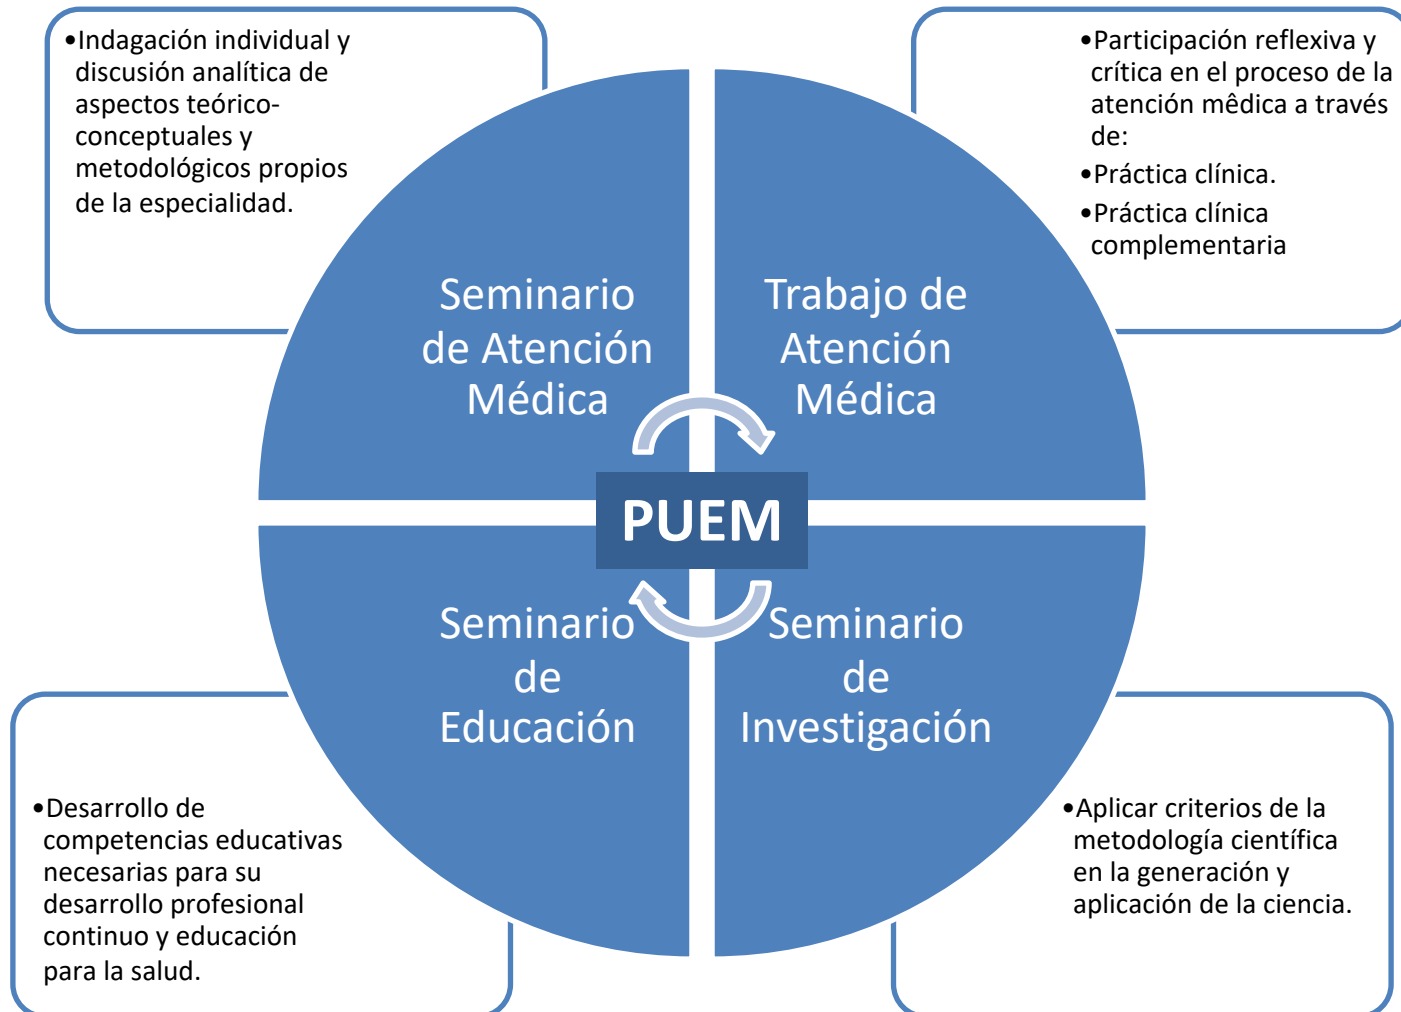 •Indagación individual y
discusión analítica de
aspectos teórico-
conceptuales y
metodológicos propios
de la especialidad.
•Participación reflexiva y
crítica en el proceso de la
atención mêdica a través
de:
•Práctica clínica.
•Práctica clínica
complementaria
Seminario
de Atención
Médica
Trabajo de
Atención
Médica
PUEM
Seminario
de
Educación
Seminario
de
Investigación
•Desarrollo de
competencias educativas
necesarias para su
desarrollo profesional
continuo y educación
para la salud.
•Aplicar criterios de la
metodología científica
en la generación y
aplicación de la ciencia.